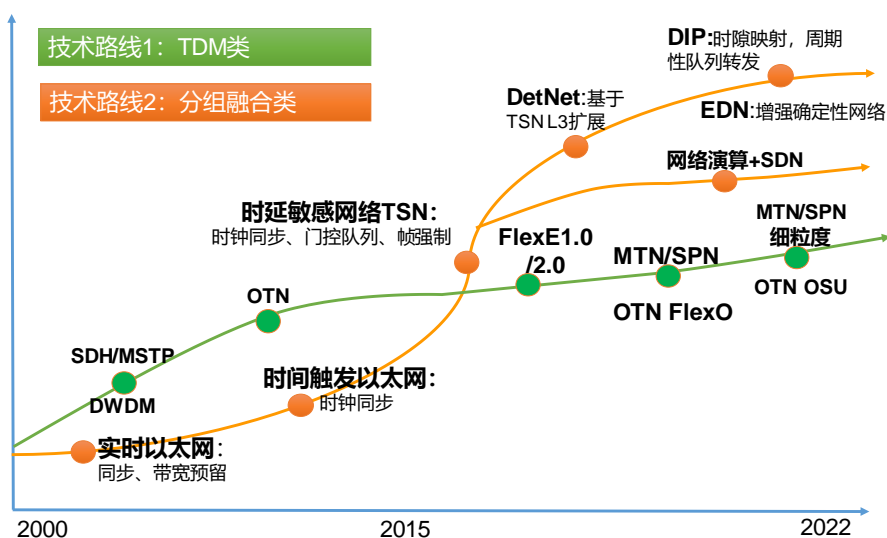 技术路线1：TDM类
技术路线2：分组融合类
DIP:时隙映射，周期
性队列转发
DetNet:基于
TSN L3扩展
EDN:增强确定性网络
网络演算+SDN
时延敏感网络TSN：
时钟同步、门控队列、帧强制
FlexE1.0
/2.0
MTN/SPN
OTN FlexO
MTN/SPN
细粒度
OTN OSU
OTN
SDH/MSTP
DWDM
时间触发以太网：
时钟同步
实时以太网：
同步、带宽预留
2000
2015
2022